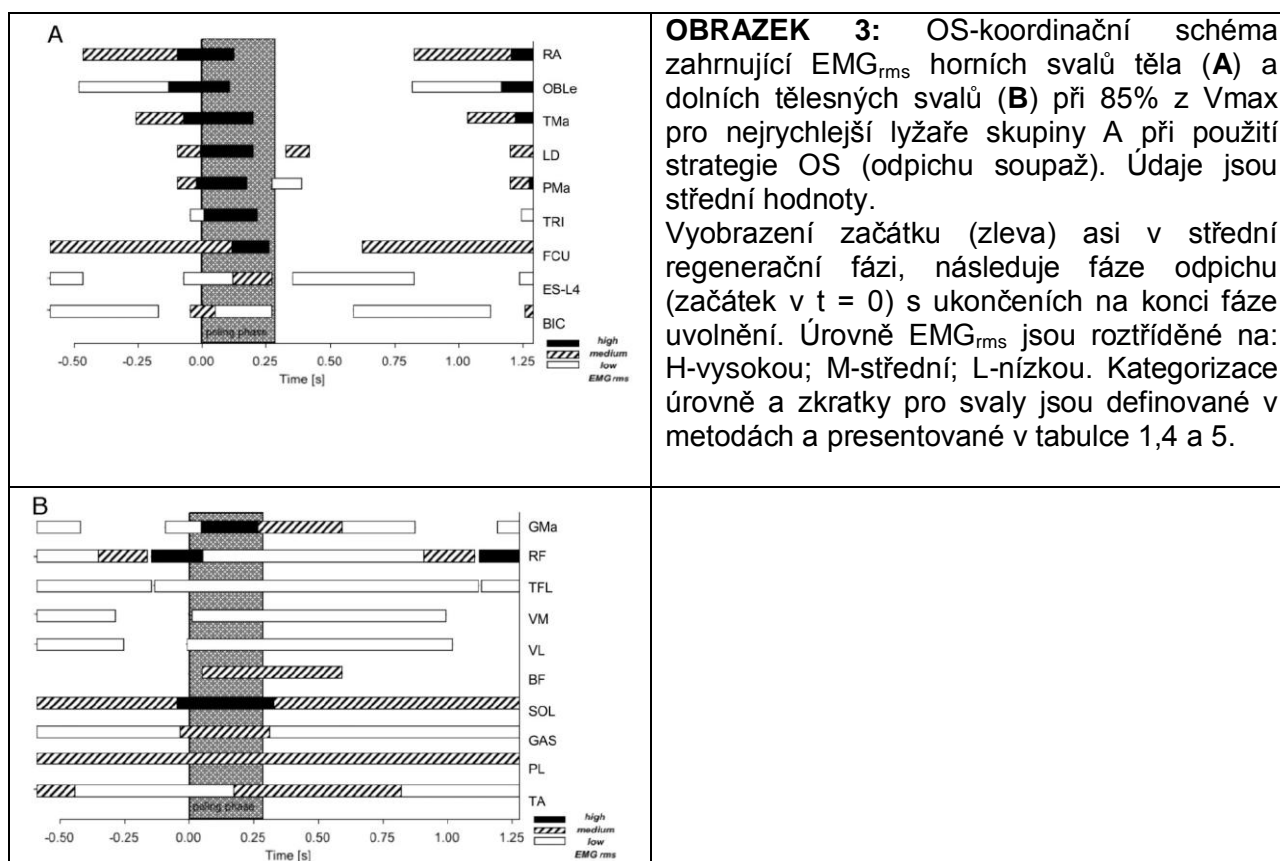 A
RA
OBLe
TMa
LD
PMa
TRI
FCU
ES-L4
BIC
poling phase
-0.50 -0.25 0.00 0.25 0.50 0.75 1.00 1.25
Time [s]
high
medium
low
EMG rms
OBRAZEK 3: OS-koordinační schéma
zahrnující EMGrms horních svalů těla (A) a
dolních tělesných svalů (B) při 85% z Vmax
pro nejrychlejší lyžaře skupiny A při použití
strategie OS (odpichu soupaž). Údaje jsou
střední hodnoty.
Vyobrazení začátku (zleva) asi v střední
regenerační fázi, následuje fáze odpichu
(začátek v t = 0) s ukončeních na konci fáze
uvolnění. Úrovně EMGrms jsou roztříděné na:
H-vysokou; M-střední; L-nízkou. Kategorizace
úrovně a zkratky pro svaly jsou definované v
metodách a presentované v tabulce 1,4 a 5.
B
GMa
RF
TFL
VM
VL
BF
SOL
GAS
PL
TA
poling phase
-0.50 -0.25 0.00 0.25 0.50 0.75 1.00 1.25
Time [s]
high
medium
low
EMG rms